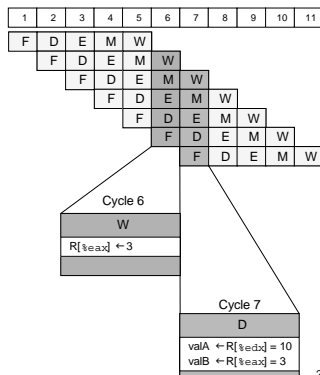 1 2 3 4 5 6 7 8 9 10 11
F D E M W
F D E M W
F D E M W
F D E M W
F D E M W
F D E M W
F D E M W
Cycle 6
W
R[%eax] ←3
Cycle 7
D
valA ←R[%edx] = 10
valB ←R[%eax] = 3